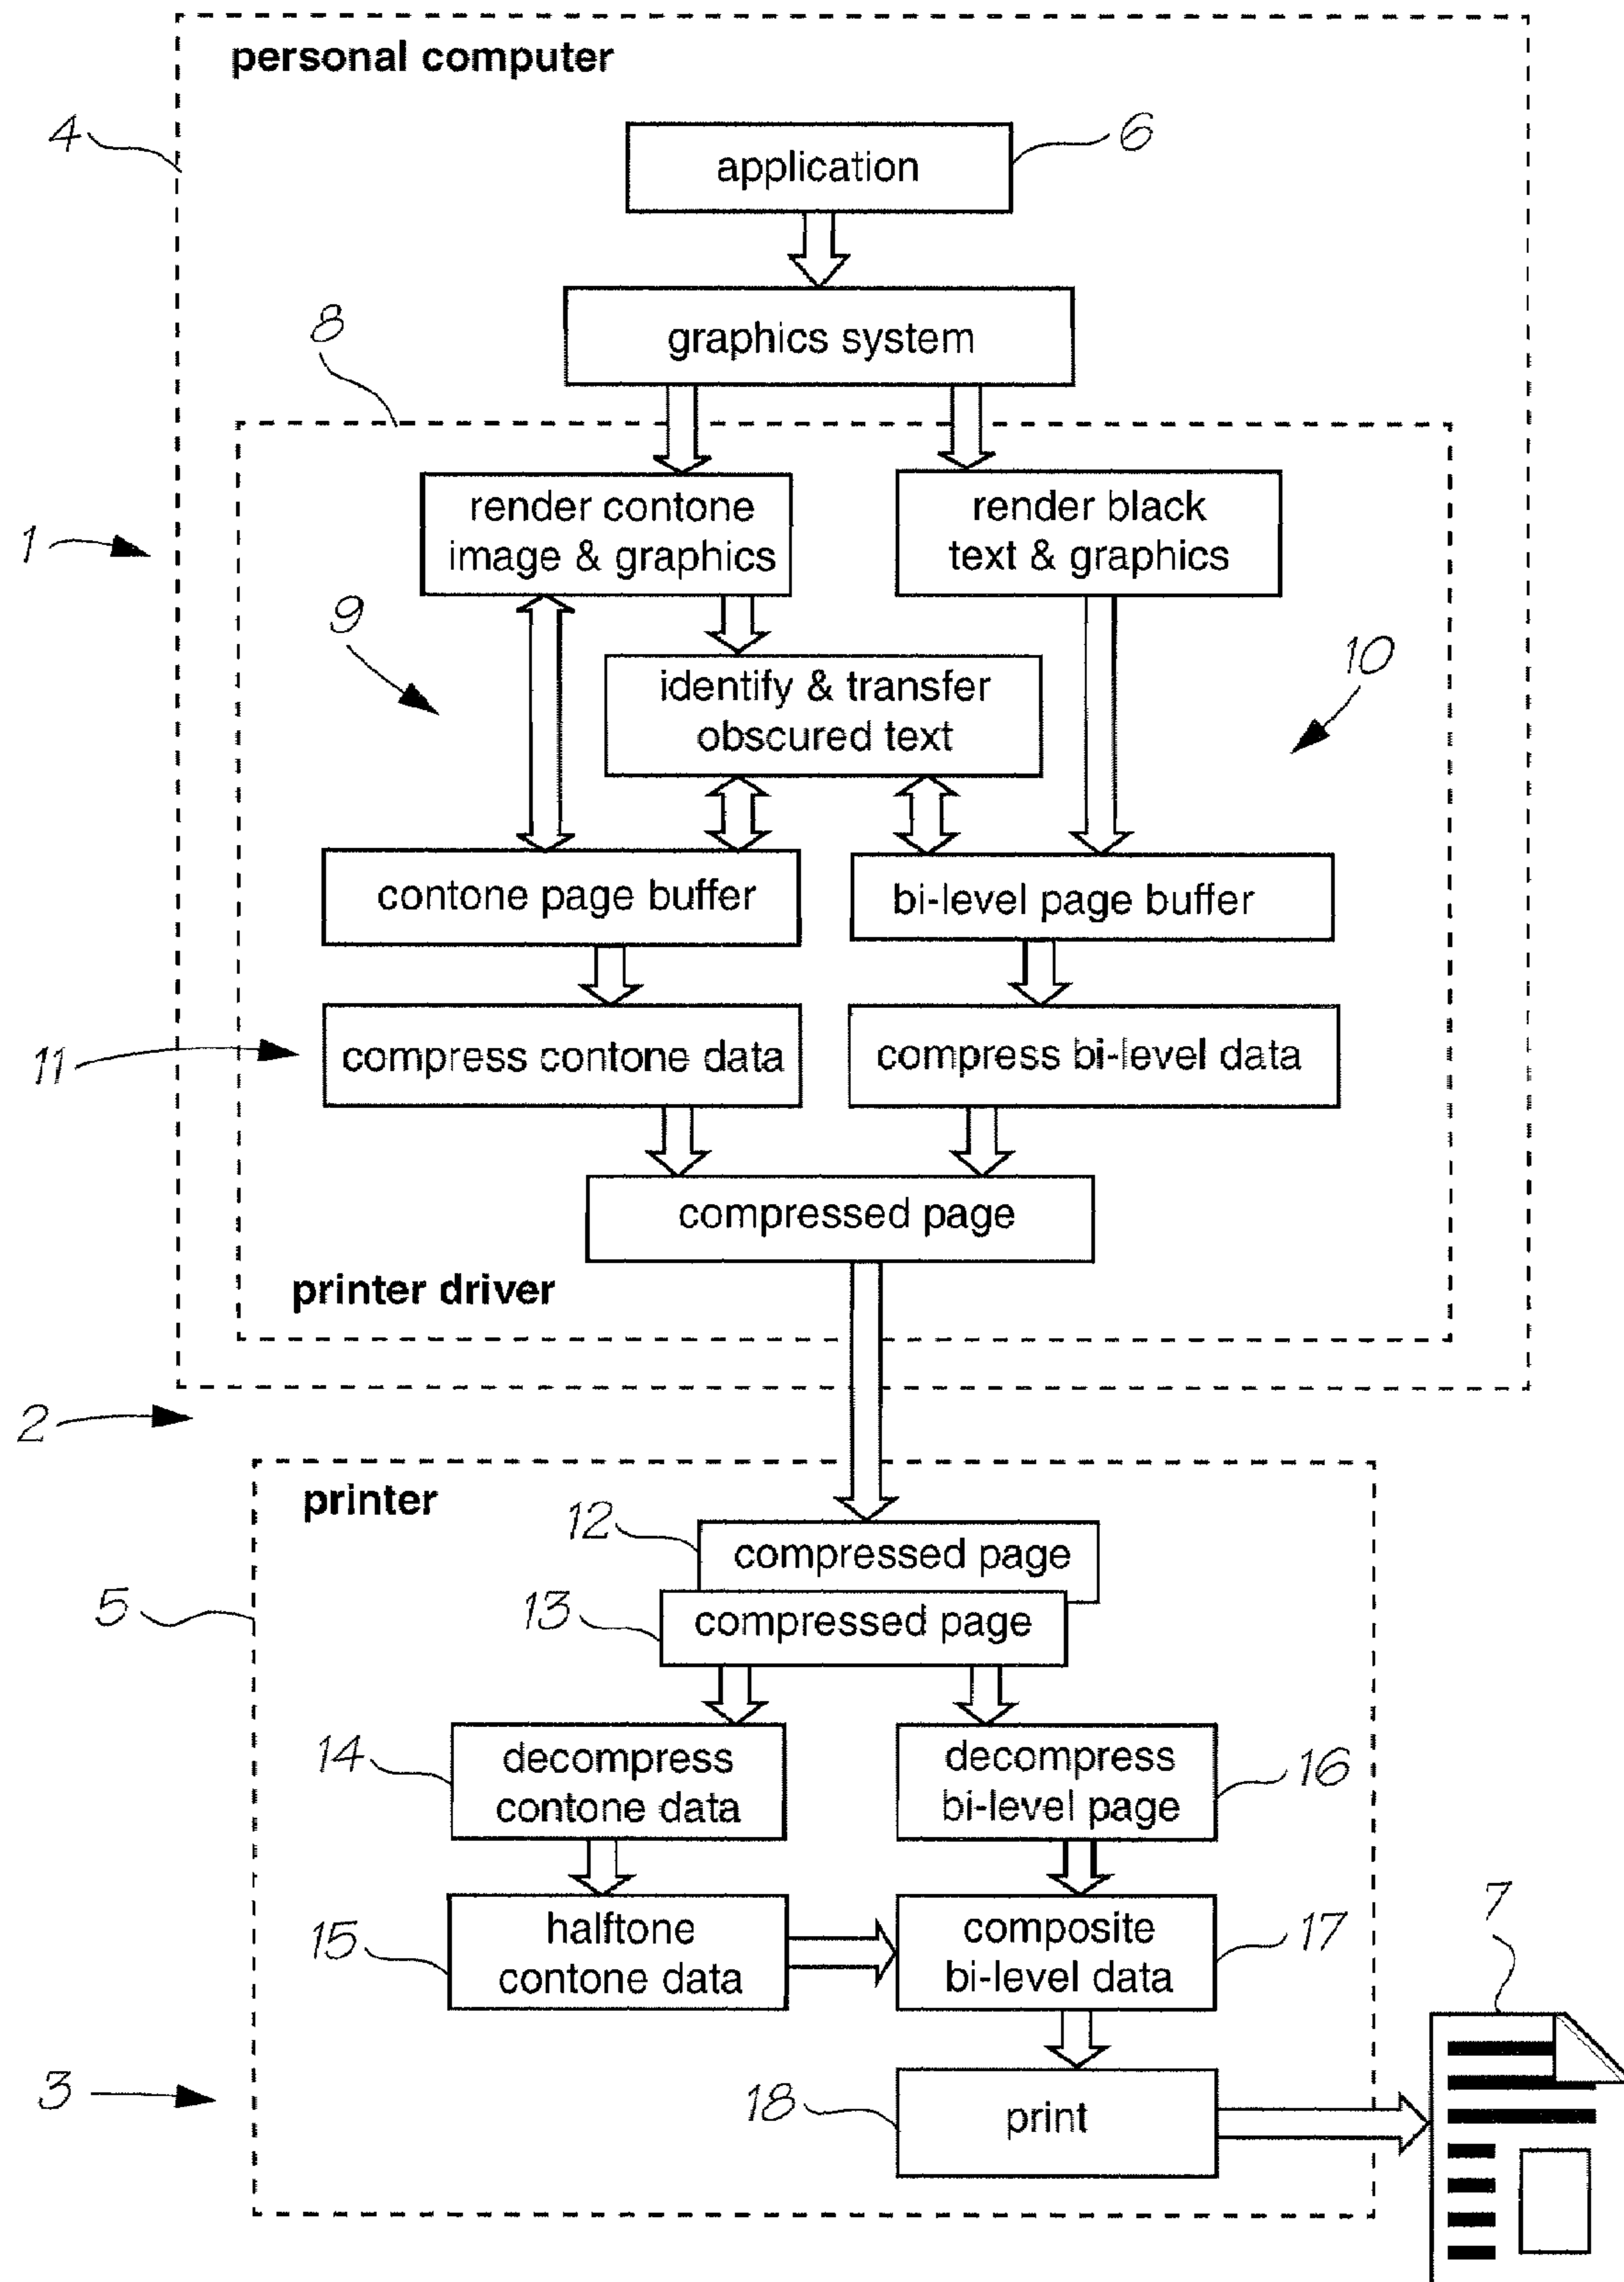 personal computer
4
application
6
graphics system
8
render contone
image & graphics
render black
text & graphics
1
9
identify & transfer
obscured text
10
contone page buffer
bi-level page buffer
11
compress contone data
compress bi-level data
compressed page
printer driver
2
printer
12
compressed page
5
13
compressed page
14
decompress
contone data
decompress
bi-level page
16
15
halftone
contone data
composite
bi-level data
17
7
3
18
print